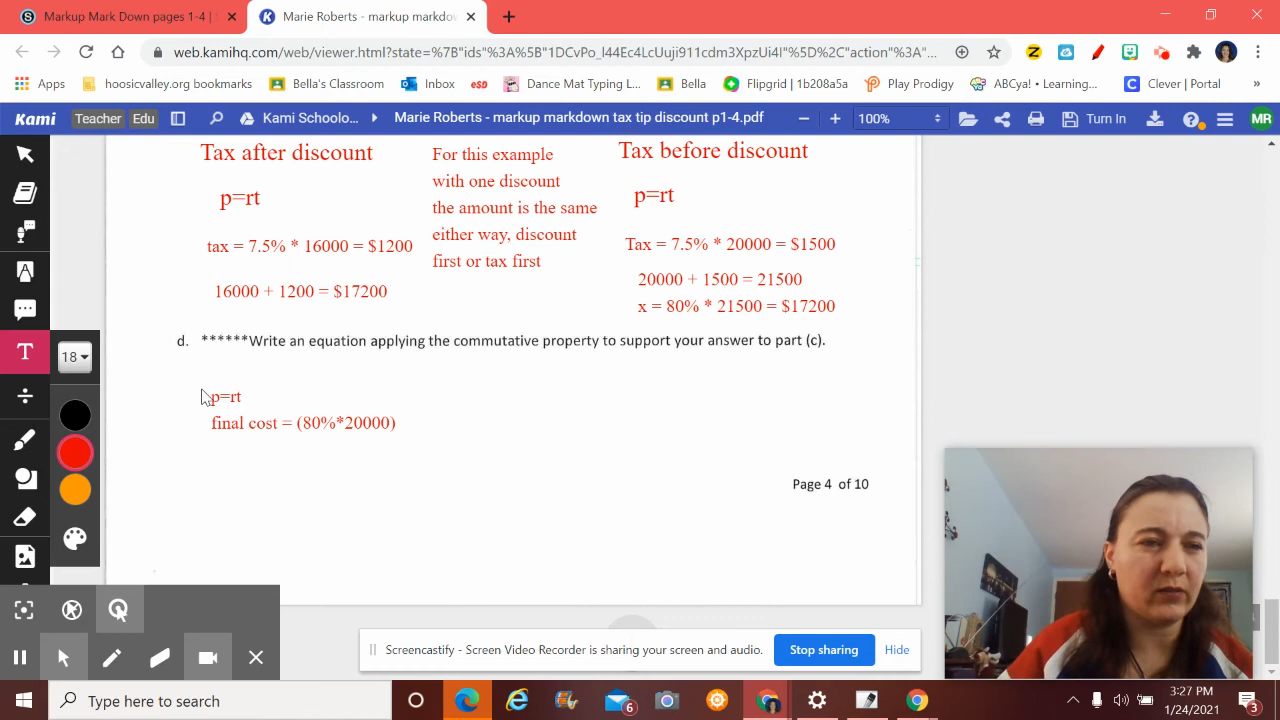 Markup Mark Down pages 1-4 |
Marie Roberts - markup markdow
web.kamihq.com/web/viewer.html?state=%7B"ids"%3A%5B"1DCvPo_l44Ec4LcUuji911cdm3XpzUi4I"%5D%2C"action"%3A"...
Apps
hoosicvalley.org bookmarks
Bella's Classroom
Inbox
esD
Dance Mat Typing L...
Bella
Flipgrid | 1b208a5a
Play Prodigy
ABCya! • Learning...
Clever | Portal
Kami
Teacher
Edu
Kami Schoolo...
Marie Roberts - markup markdown tax tip discount p1-4.pdf
100%
Turn In
MR
Tax after discount
p=rt
tax = 7.5% * 16000 = $1200
16000 + 1200 = $17200
For this example
with one discount
the amount is the same
either way, discount
first or tax first
Tax before discount
p=rt
Tax = 7.5% * 20000 = $1500
20000 + 1500 = 21500
x = 80% * 21500 = $17200
d. ******Write an equation applying the commutative property to support your answer to part (c).
p=rt
final cost = (80%*20000)
Page 4 of 10
18
Screencastify - Screen Video Recorder is sharing your screen and audio.
Stop sharing
Hide
Type here to search
6
3:27 PM
1/24/2021
3